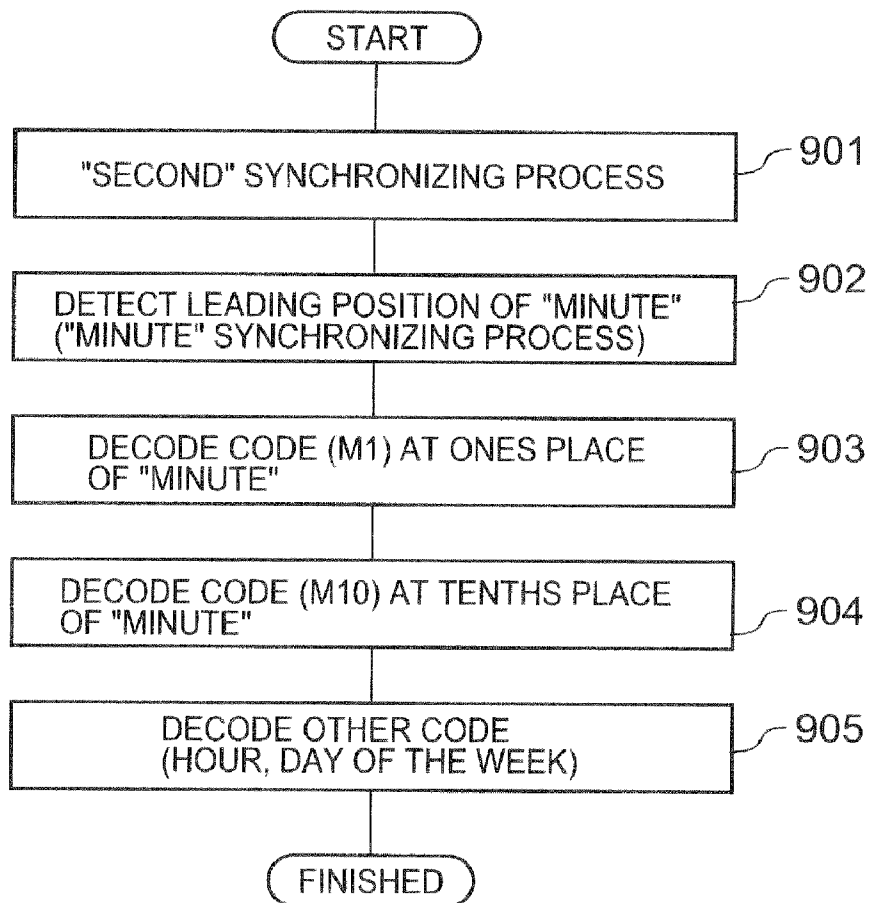 START
"SECOND" SYNCHRONIZING PROCESS
901
DETECT LEADING POSITION OF "MINUTE"
("MINUTE" SYNCHRONIZING PROCESS)
902
DECODE CODE (M1) AT ONES PLACE
OF "MINUTE"
903
DECODE CODE (M10) AT TENTHS PLACE
OF "MINUTE"
904
DECODE OTHER CODE
(HOUR, DAY OF THE WEEK)
905
FINISHED